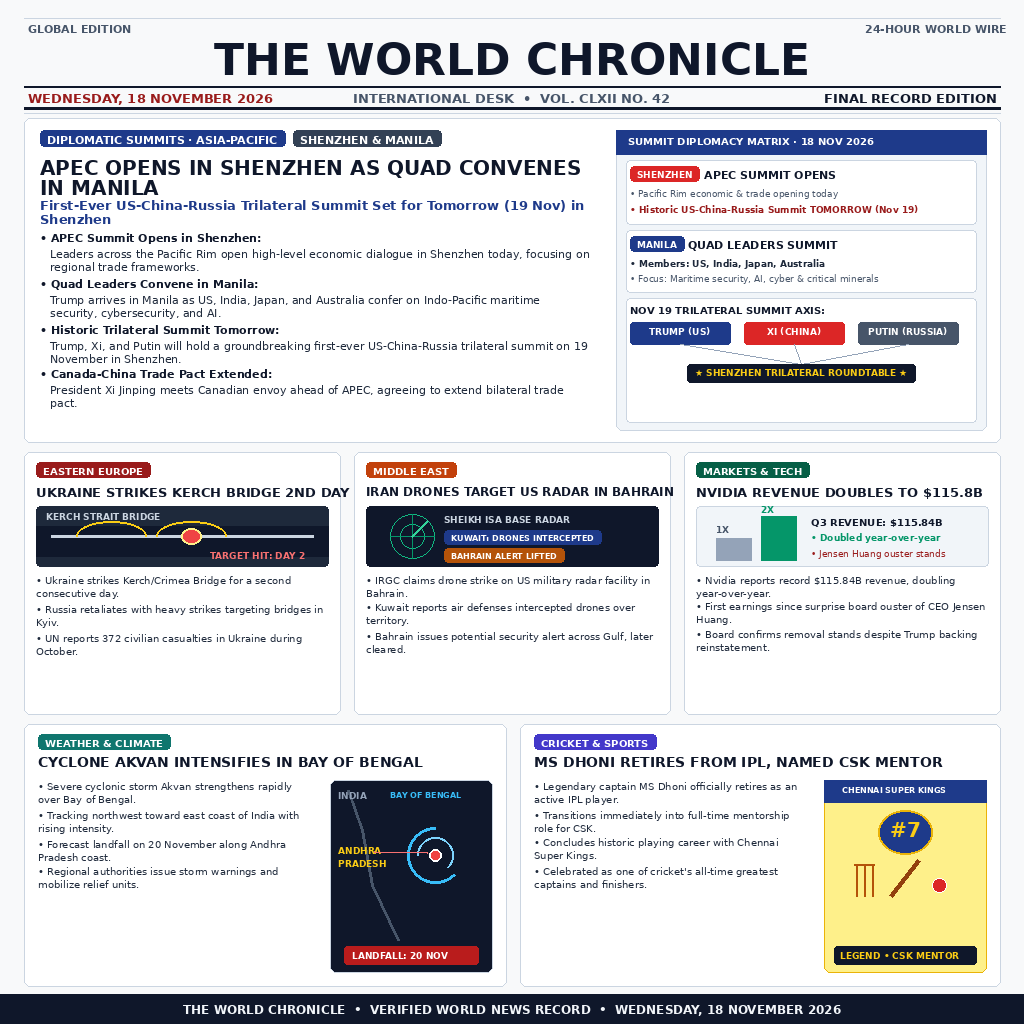 GLOBAL EDITION
24-HOUR WORLD WIRE
THE WORLD CHRONICLE
WEDNESDAY, 18 NOVEMBER 2026
INTERNATIONAL DESK • VOL. CLXII NO. 42
FINAL RECORD EDITION
DIPLOMATIC SUMMITS · ASIA-PACIFIC
SHENZHEN & MANILA
APEC OPENS IN SHENZHEN AS QUAD CONVENES
IN MANILA
First-Ever US-China-Russia Trilateral Summit Set for Tomorrow (19 Nov) in
Shenzhen
• APEC Summit Opens in Shenzhen:
Leaders across the Pacific Rim open high-level economic dialogue in Shenzhen today, focusing on
regional trade frameworks.
• Quad Leaders Convene in Manila:
Trump arrives in Manila as US, India, Japan, and Australia confer on Indo-Pacific maritime
security, cybersecurity, and AI.
• Historic Trilateral Summit Tomorrow:
Trump, Xi, and Putin will hold a groundbreaking first-ever US-China-Russia trilateral summit on 19
November in Shenzhen.
• Canada-China Trade Pact Extended:
President Xi Jinping meets Canadian envoy ahead of APEC, agreeing to extend bilateral trade
pact.
SUMMIT DIPLOMACY MATRIX · 18 NOV 2026
SHENZHEN
APEC SUMMIT OPENS
• Pacific Rim economic & trade opening today
• Historic US-China-Russia Summit TOMORROW (Nov 19)
MANILA
QUAD LEADERS SUMMIT
• Members: US, India, Japan, Australia
• Focus: Maritime security, AI, cyber & critical minerals
NOV 19 TRILATERAL SUMMIT AXIS:
TRUMP (US)
XI (CHINA)
PUTIN (RUSSIA)
★ SHENZHEN TRILATERAL ROUNDTABLE ★
EASTERN EUROPE
UKRAINE STRIKES KERCH BRIDGE 2ND DAY
KERCH STRAIT BRIDGE
TARGET HIT: DAY 2
• Ukraine strikes Kerch/Crimea Bridge for a second
consecutive day.
• Russia retaliates with heavy strikes targeting bridges in
Kyiv.
• UN reports 372 civilian casualties in Ukraine during
October.
MIDDLE EAST
IRAN DRONES TARGET US RADAR IN BAHRAIN
SHEIKH ISA BASE RADAR
KUWAIT: DRONES INTERCEPTED
BAHRAIN ALERT LIFTED
• IRGC claims drone strike on US military radar facility in
Bahrain.
• Kuwait reports air defenses intercepted drones over
territory.
• Bahrain issues potential security alert across Gulf, later
cleared.
MARKETS & TECH
NVIDIA REVENUE DOUBLES TO $115.8B
1X
2X
Q3 REVENUE: $115.84B
• Doubled year-over-year
• Jensen Huang ouster stands
• Nvidia reports record $115.84B revenue, doubling
year-over-year.
• First earnings since surprise board ouster of CEO Jensen
Huang.
• Board confirms removal stands despite Trump backing
reinstatement.
WEATHER & CLIMATE
CYCLONE AKVAN INTENSIFIES IN BAY OF BENGAL
• Severe cyclonic storm Akvan strengthens rapidly
over Bay of Bengal.
• Tracking northwest toward east coast of India with
rising intensity.
• Forecast landfall on 20 November along Andhra
Pradesh coast.
• Regional authorities issue storm warnings and
mobilize relief units.
INDIA
BAY OF BENGAL
ANDHRA
PRADESH
LANDFALL: 20 NOV
CRICKET & SPORTS
MS DHONI RETIRES FROM IPL, NAMED CSK MENTOR
• Legendary captain MS Dhoni officially retires as an
active IPL player.
• Transitions immediately into full-time mentorship
role for CSK.
• Concludes historic playing career with Chennai
Super Kings.
• Celebrated as one of cricket's all-time greatest
captains and finishers.
CHENNAI SUPER KINGS
#7
LEGEND • CSK MENTOR
THE WORLD CHRONICLE • VERIFIED WORLD NEWS RECORD • WEDNESDAY, 18 NOVEMBER 2026